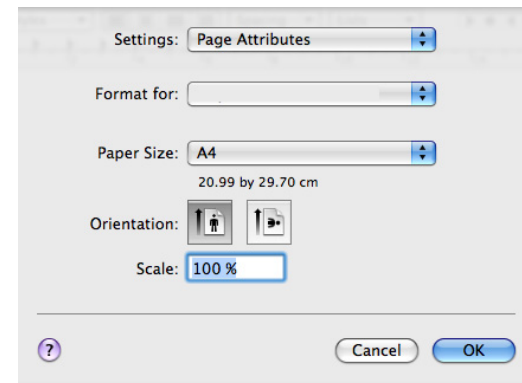 Settings: Page Attributes
Format for:
Paper Size: A4
20.99 by 29.70 cm
Orientation:
Scale: 100 %
? Cancel OK